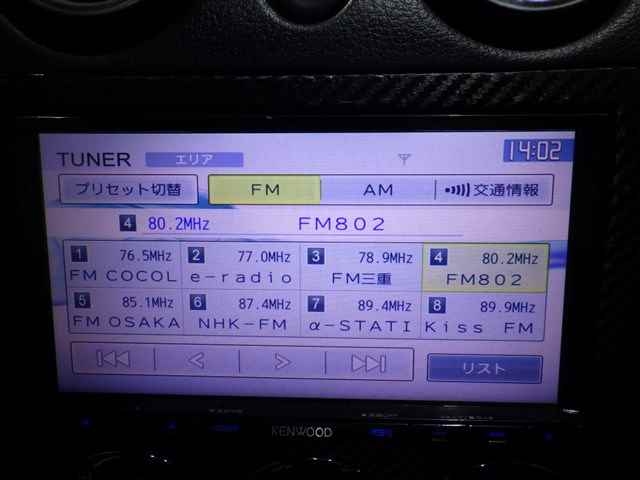 TUNER エリア 14:02
プリセット切替 FM AM 交通情報
4 80.2MHz FM802
1 76.5MHz 2 77.0MHz 3 78.9MHz 4 80.2MHz
FM COCOL e-radio FM三重 FM802
5 85.1MHz 6 87.4MHz 7 89.4MHz 8 89.9MHz
FM OSAKA NHK-FM α-STATI Kiss FM
リスト
KENWOOD